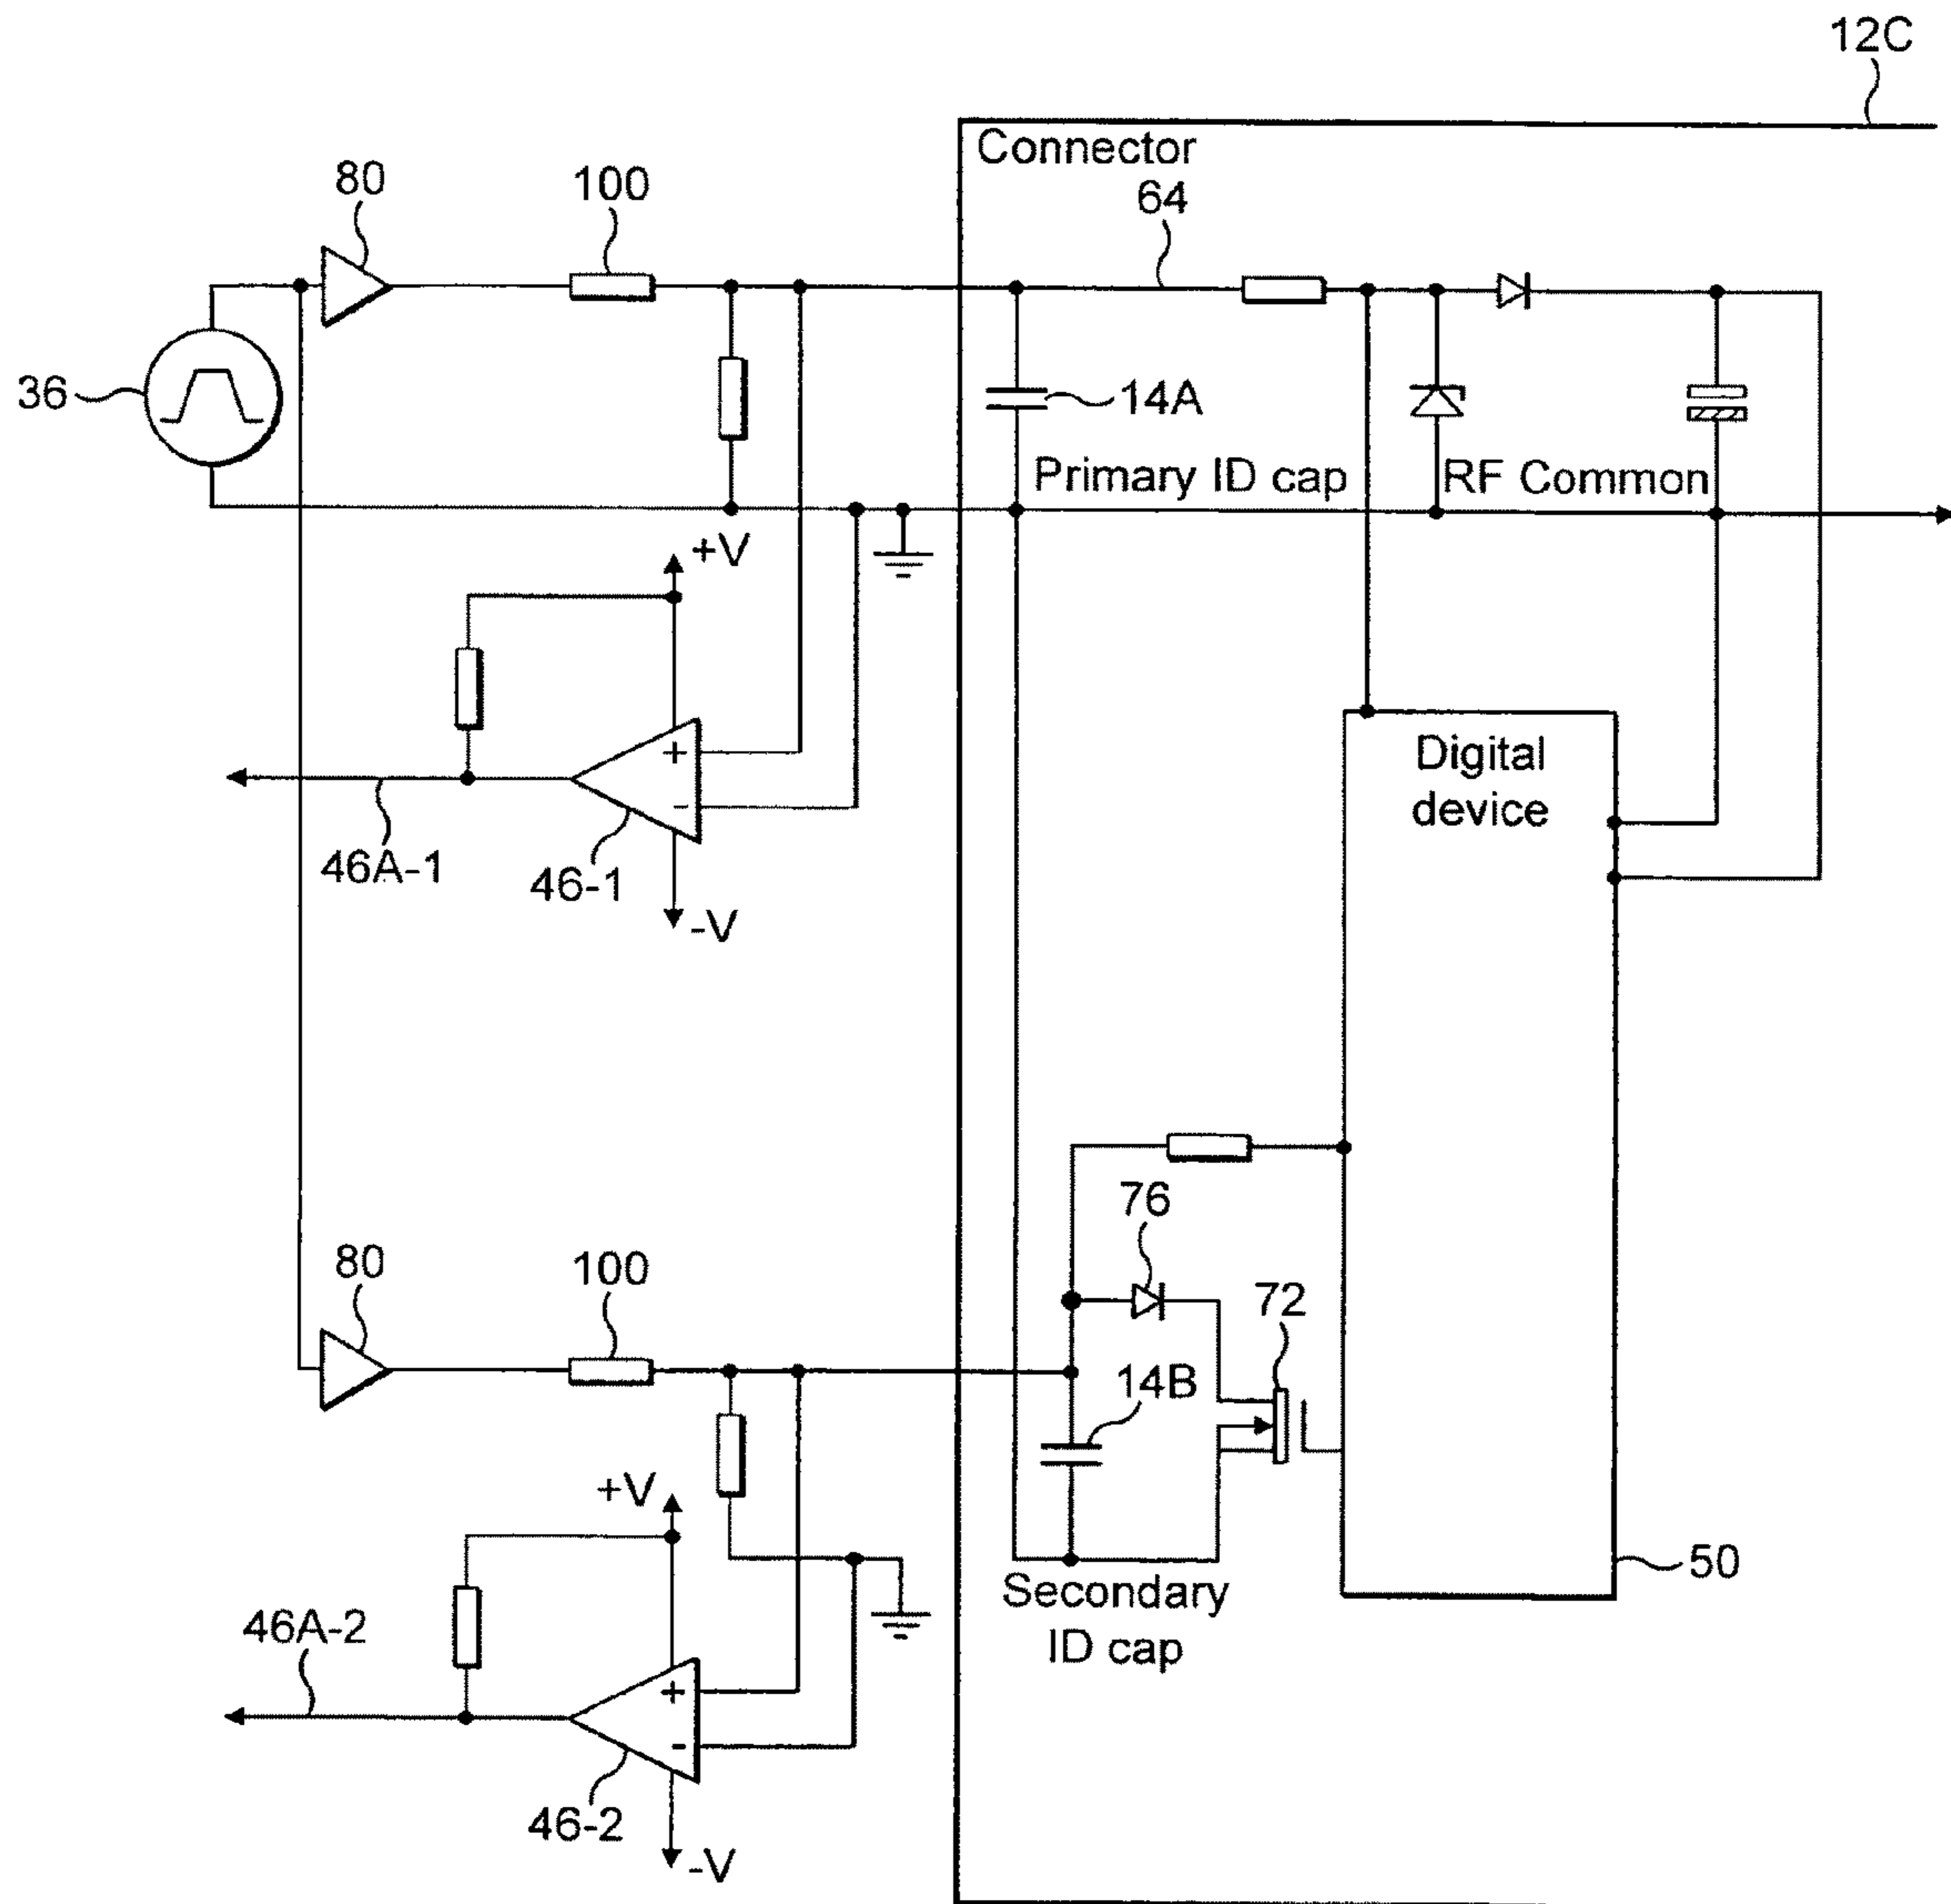 12C
Connector
80
100
64
36
14A
Primary ID cap
RF Common
+V
+
-
46A-1
46-1
-V
Digital
device
76
80
100
72
14B
+V
50
Secondary
ID cap
46A-2
+
-
46-2
-V